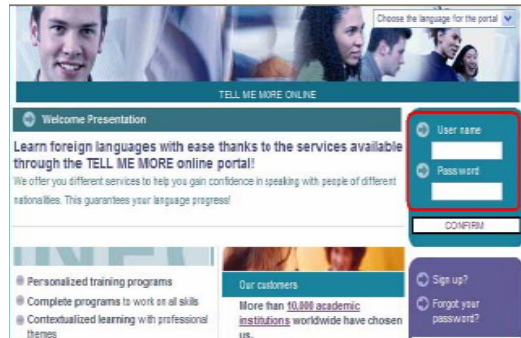 Choose the language for the portal
TELL ME MORE ONLINE
Welcome Presentation
Learn foreign languages with ease thanks to the services available
through the TELL ME MORE online portal!
We offer you different services to help you gain confidence in speaking with people of different
nationalities. This guarantees your language progress!
User name
Password
CONFIRM
INFO
Personalized training programs
Complete programs to work on all skills
Contextualized learning with professional
themes
Our customers
More than 10,000 academic
institutions worldwide have chosen
us.
Sign up?
Forgot your
password?